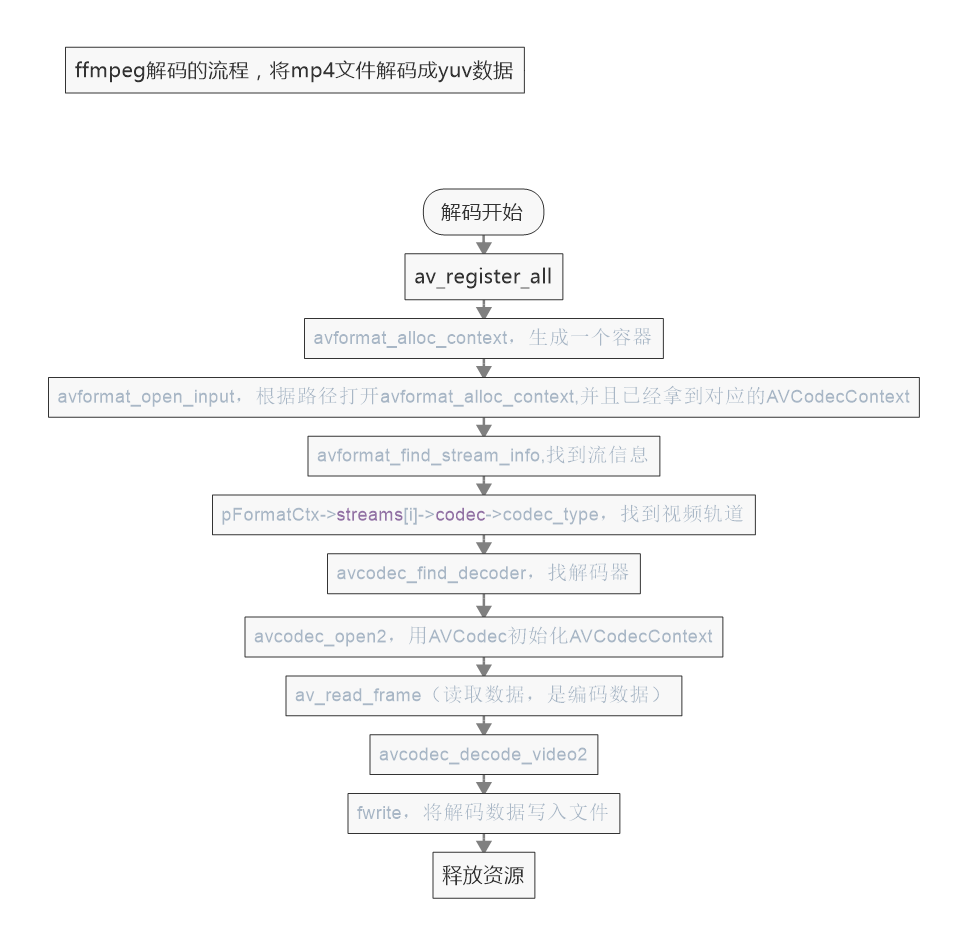 ffmpeg解码的流程，将mp4文件解码成yuv数据
解码开始
av_register_all
avformat_alloc_context，生成一个容器
avformat_open_input，根据路径打开avformat_alloc_context,并且已经拿到对应的AVCodecContext
avformat_find_stream_info,找到流信息
pFormatCtx->streams[i]->codec->codec_type，找到视频轨道
avcodec_find_decoder，找解码器
avcodec_open2，用AVCodec初始化AVCodecContext
av_read_frame（读取数据，是编码数据）
avcodec_decode_video2
fwrite，将解码数据写入文件
释放资源